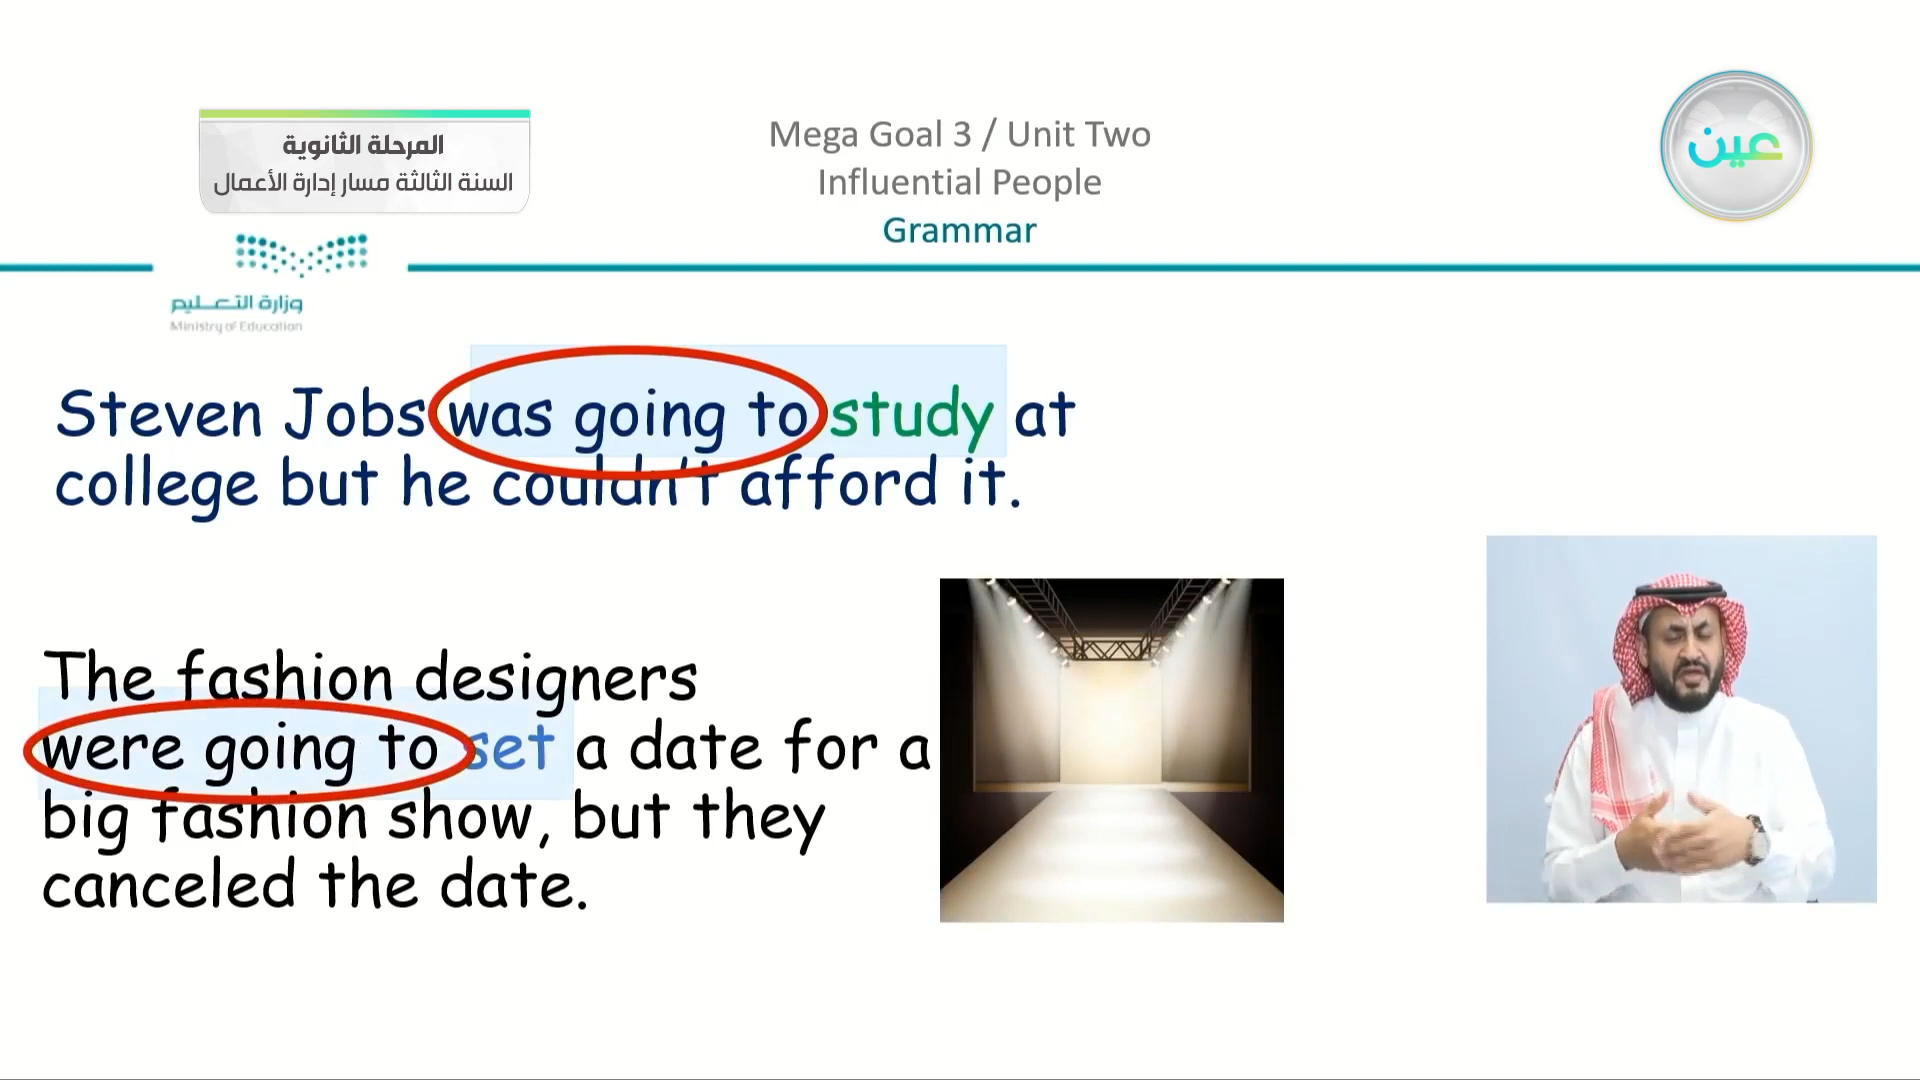 المرحلة الثانوية
السنة الثالثة مسار إدارة الأعمال
Mega Goal 3 / Unit Two
Influential People
Grammar
عين
وزارة التعليم
Ministry of Education
Steven Jobs was going to study at
college but he couldn't afford it.
The fashion designers
were going to set a date for a
big fashion show, but they
canceled the date.